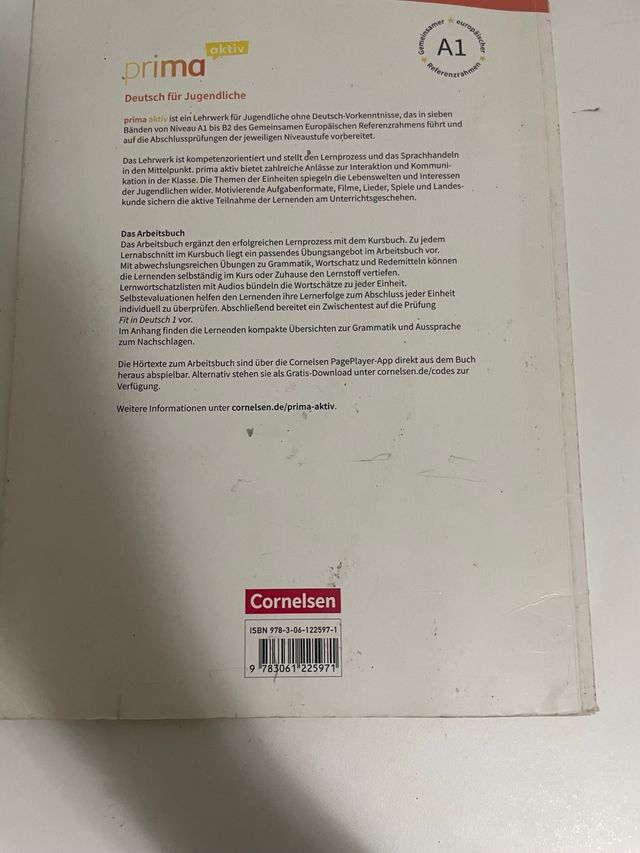 prima aktiv
Gemeinsamer europäischer
A1
Referenzrahmen
Deutsch für Jugendliche
prima aktiv ist ein Lehrwerk für Jugendliche ohne Deutsch-Vorkenntnisse, das in sieben
Bänden von Niveau A1 bis B2 des Gemeinsamen Europäischen Referenzrahmens führt und
auf die Abschlussprüfungen der jeweiligen Niveaustufe vorbereitet.
Das Lehrwerk ist kompetenzorientiert und stellt den Lernprozess und das Sprachhandeln
in den Mittelpunkt. prima aktiv bietet zahlreiche Anlässe zur Interaktion und Kommuni-
kation in der Klasse. Die Themen der Einheiten spiegeln die Lebenswelten und Interessen
der Jugendlichen wider. Motivierende Aufgabenformate, Filme, Lieder, Spiele und Landes-
kunde sichern die aktive Teilnahme der Lernenden am Unterrichtsgeschehen.
Das Arbeitsbuch
Das Arbeitsbuch ergänzt den erfolgreichen Lernprozess mit dem Kursbuch. Zu jedem
Lernabschnitt im Kursbuch liegt ein passendes Übungsangebot im Arbeitsbuch vor.
Mit abwechslungsreichen Übungen zu Grammatik, Wortschatz und Redemitteln können
die Lernenden selbständig im Kurs oder Zuhause den Lernstoff vertiefen.
Lernwortschatzlisten mit Audios bündeln die Wortschätze zu jeder Einheit.
Selbstevaluationen helfen den Lernenden ihre Lernerfolge zum Abschluss jeder Einheit
individuell zu überprüfen. Abschließend bereitet ein Zwischentest auf die Prüfung
Fit in Deutsch 1 vor.
Im Anhang finden die Lernenden kompakte Übersichten zur Grammatik und Aussprache
zum Nachschlagen.
Die Hörtexte zum Arbeitsbuch sind über die Cornelsen PagePlayer-App direkt aus dem Buch
heraus abspielbar. Alternativ stehen sie als Gratis-Download unter cornelsen.de/codes zur
Verfügung.
Weitere Informationen unter cornelsen.de/prima-aktiv.
Cornelsen
ISBN 978-3-06-122597-1
9 783061 225971